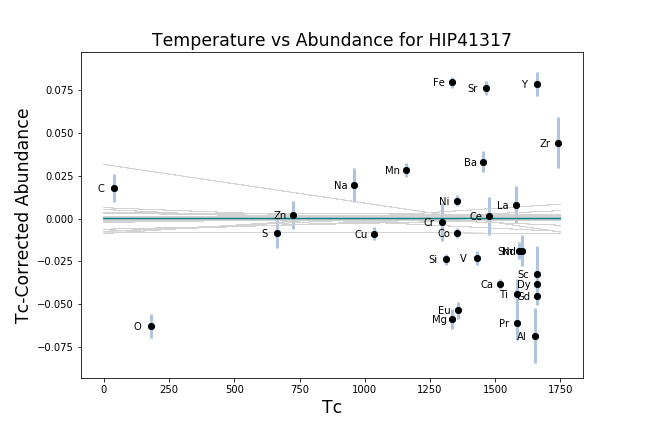 Temperature vs Abundance for HIP41317
Tc-Corrected Abundance
0.075
0.050
0.025
0.000
−0.025
−0.050
−0.075
Fe
Sr
Y
Zr
Ba
Mn
Na
C
Ni
La
Zn
Ce
Cr
S
Cu
Co
Nd
Si
V
Sc
Ca
Dy
Ti
Gd
Eu
Mg
Pr
Al
O
0
250
500
750
1000
1250
1500
1750
Tc